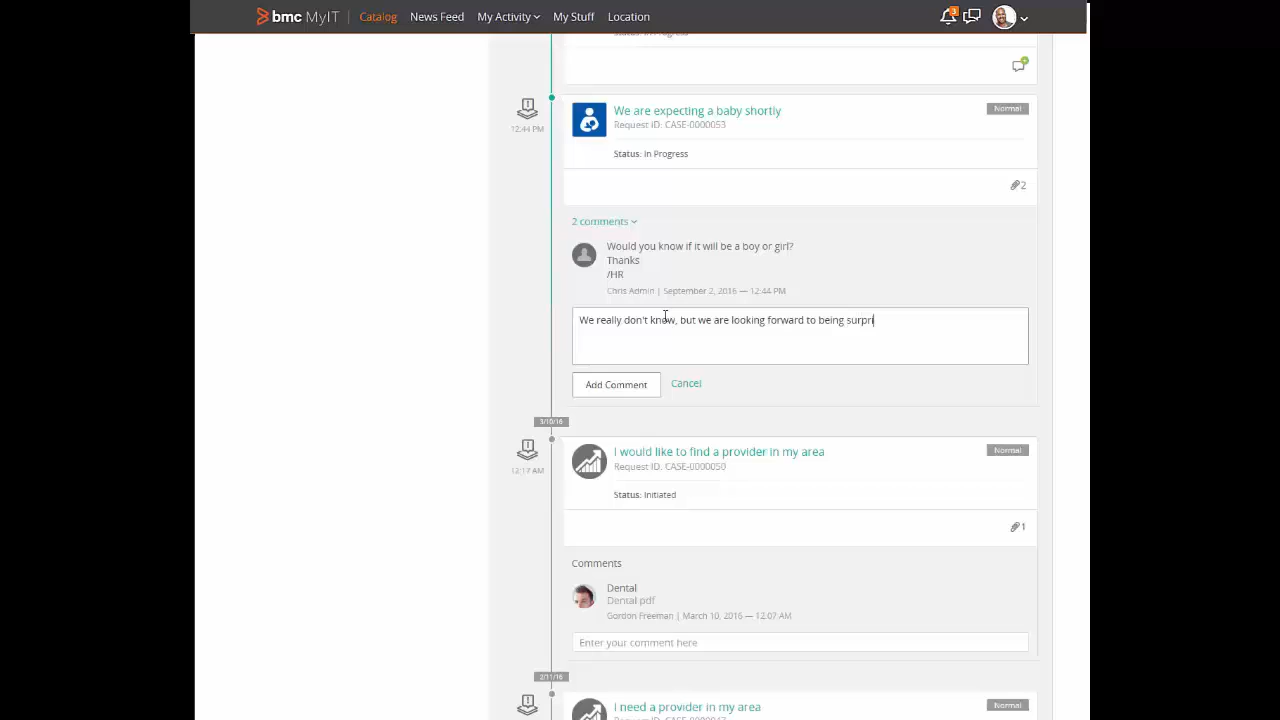 bmc MyIT
Catalog
News Feed
My Activity
My Stuff
Location
3
Status: In Progress
12:44 PM
We are expecting a baby shortly
Request ID: CASE-0000053
Normal
Status: In Progress
2
2 comments
Would you know if it will be a boy or girl?
Thanks
/HR
Chris Admin | September 2, 2016 — 12:44 PM
We really don't know, but we are looking forward to being surpri
Add Comment
Cancel
3/10/16
12:17 AM
I would like to find a provider in my area
Request ID: CASE-0000050
Normal
Status: Initiated
1
Comments
Dental
Dental.pdf
Gordon Freeman | March 10, 2016 — 12:07 AM
Enter your comment here
2/11/16
I need a provider in my area
Normal